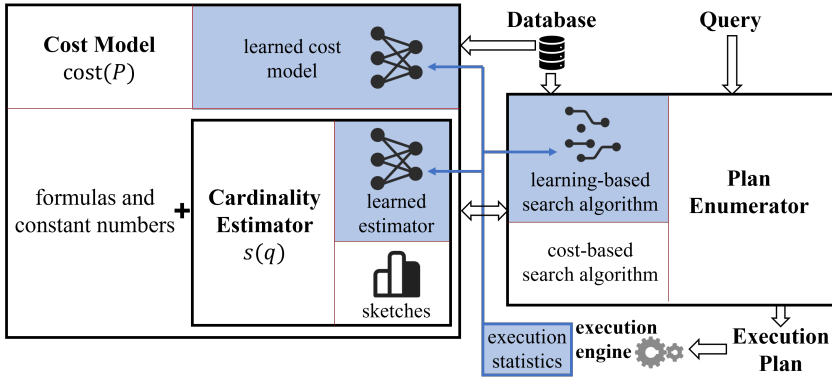 Cost Model
cost(P)
learned cost
model
Database
Query
formulas and
constant numbers
+
Cardinality
Estimator
s(q)
learned
estimator
sketches
learning-based
search algorithm
cost-based
search algorithm
Plan
Enumerator
execution
statistics
execution
engine
Execution
Plan